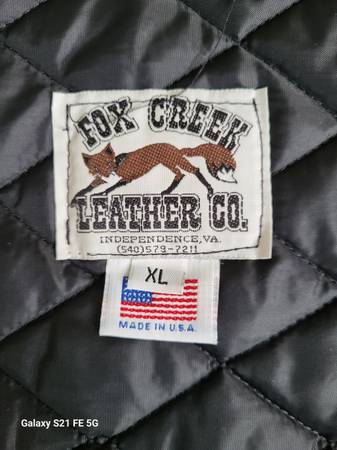 FOX CREEK
LEATHER CO.
INDEPENDENCE, VA.
(540)579-7211
XL
MADE IN U.S.A.
Galaxy S21 FE 5G